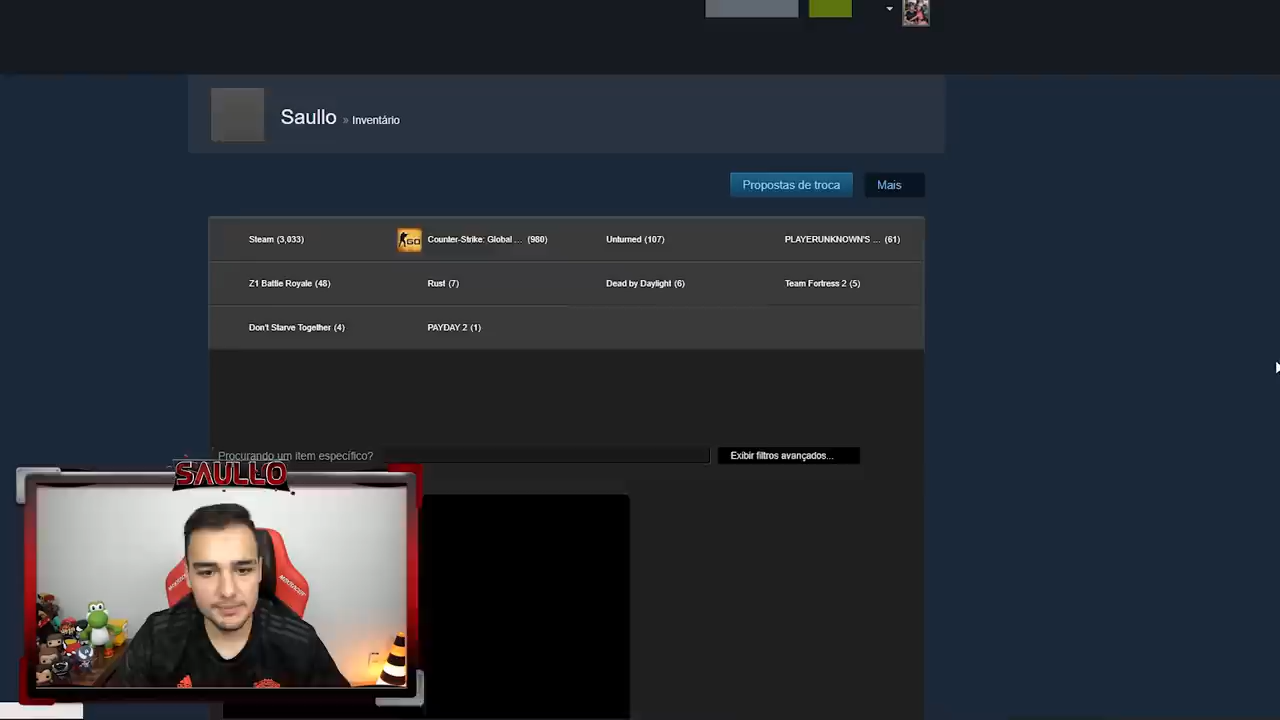 Saullo » Inventário
Propostas de troca
Mais
Steam (3,033)
Counter-Strike: Global ... (980)
Unturned (107)
PLAYERUNKNOWN'S ... (61)
Z1 Battle Royale (48)
Rust (7)
Dead by Daylight (6)
Team Fortress 2 (5)
Don't Starve Together (4)
PAYDAY 2 (1)
Procurando um item específico?
Exibir filtros avançados...
SAULLO